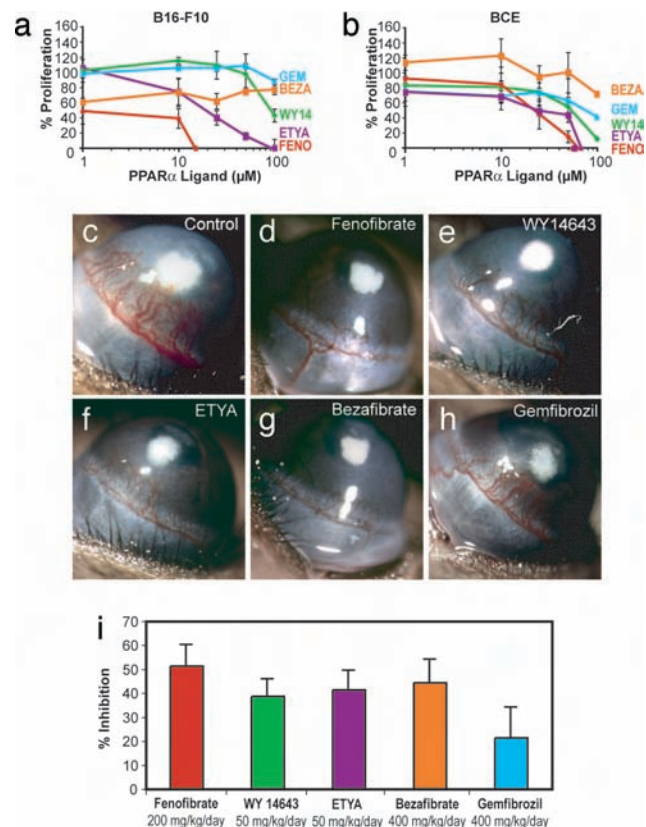 a
B16-F10
160
140
120
100
80
60
40
20
0
% Proliferation
GEM
BEZA
WY14
ETYA
FENO
1
10
100
PPARα Ligand (μM)
b
BCE
160
140
120
100
80
60
40
20
0
% Proliferation
BEZA
GEM
WY14
ETYA
FENO
1
10
100
PPARα Ligand (μM)
c
Control
d
Fenofibrate
e
WY14643
f
ETYA
g
Bezafibrate
h
Gemfibrozil
i
70
60
50
40
30
20
10
0
% Inhibition
Fenofibrate WY 14643 ETYA Bezafibrate Gemfibrozil
200 mg/kg/day 50 mg/kg/day 50 mg/kg/day 400 mg/kg/day 400 mg/kg/day